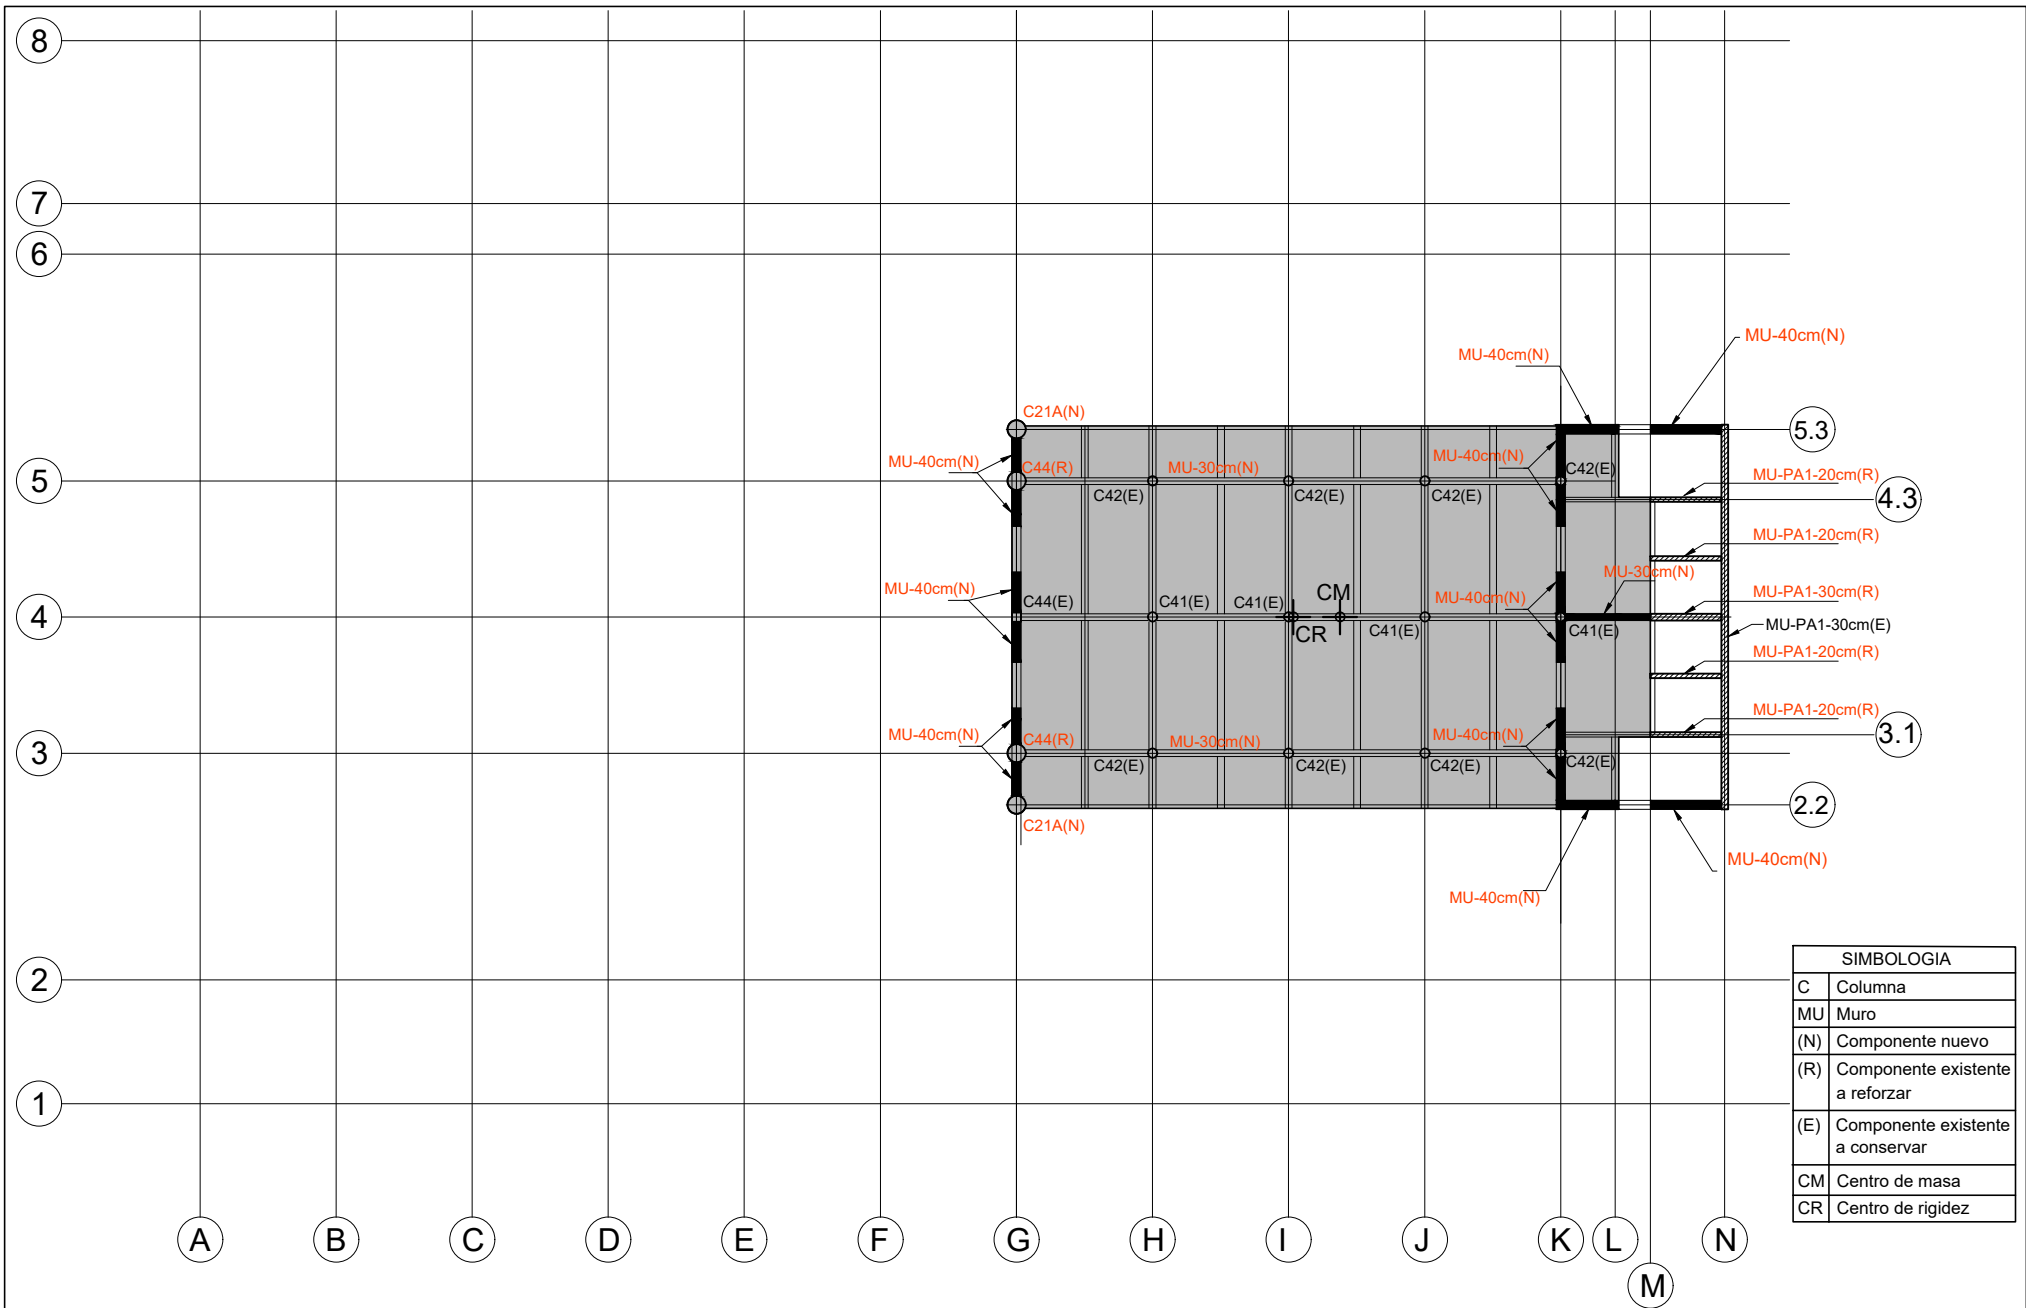 8
7
6
MU-40cm(N)
MU-40cm(N)
C21A(N)
5.3
MU-40cm(N)
C44(R)
MU-30cm(N)
MU-40cm(N)
C42(E)
MU-PA1-20cm(R)
5
C42(E)
C42(E)
C42(E)
4.3
MU-PA1-20cm(R)
MU-40cm(N)
CM
MU-30cm(N)
MU-40cm(N)
MU-PA1-30cm(R)
C44(E)
C41(E)
C41(E)
4
CR
C41(E)
C41(E)
MU-PA1-30cm(E)
MU-PA1-20cm(R)
MU-PA1-20cm(R)
MU-40cm(N)
C44(R)
MU-30cm(N)
MU-40cm(N)
3.1
3
C42(E)
C42(E)
C42(E)
C42(E)
2.2
C21A(N)
MU-40cm(N)
MU-40cm(N)
2
1
SIMBOLOGIA
C Columna
MU Muro
(N) Componente nuevo
(R) Componente existente
a reforzar
(E) Componente existente
a conservar
CM Centro de masa
CR Centro de rigidez
A B C D E F G H I J K L N
M